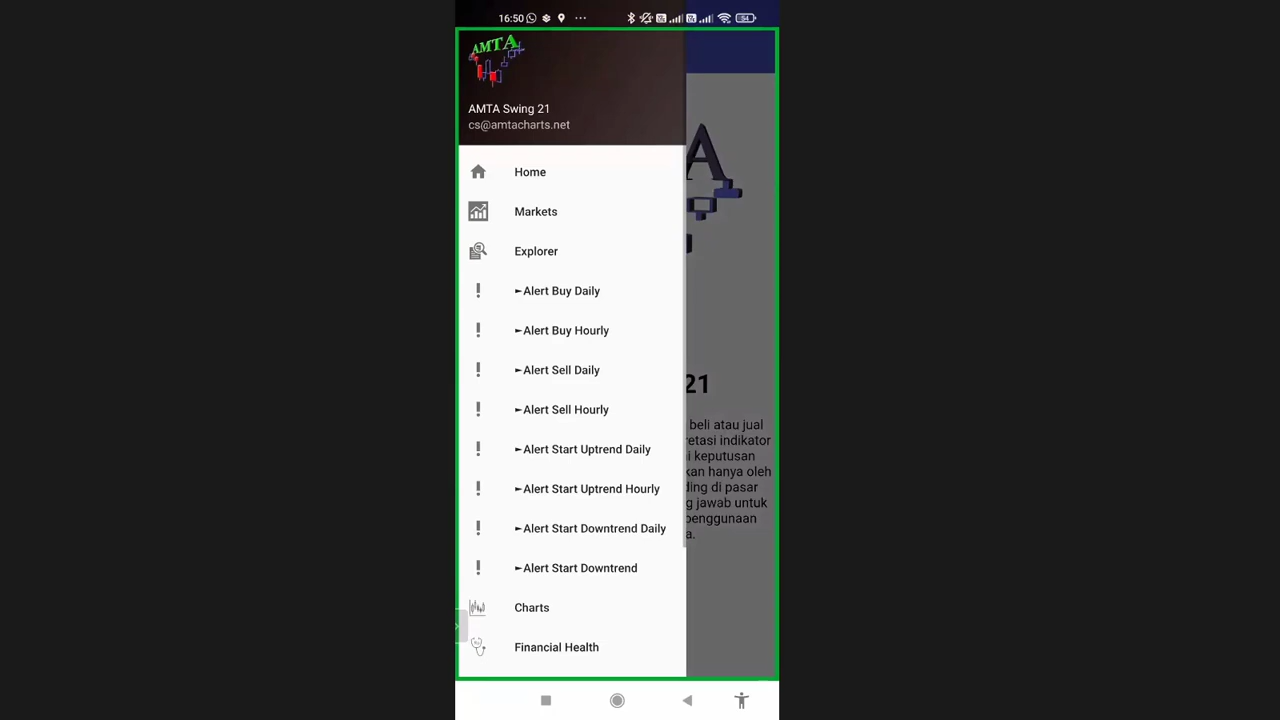 16:50
54
AMTA
AMTA Swing 21
cs@amtacharts.net
Home
Markets
Explorer
►Alert Buy Daily
►Alert Buy Hourly
►Alert Sell Daily
►Alert Sell Hourly
►Alert Start Uptrend Daily
►Alert Start Uptrend Hourly
►Alert Start Downtrend Daily
►Alert Start Downtrend
Charts
Financial Health
A
21
beli atau jual
retasi indikator
i keputusan
kan hanya oleh
ding di pasar
g jawab untuk
penggunaan
a.